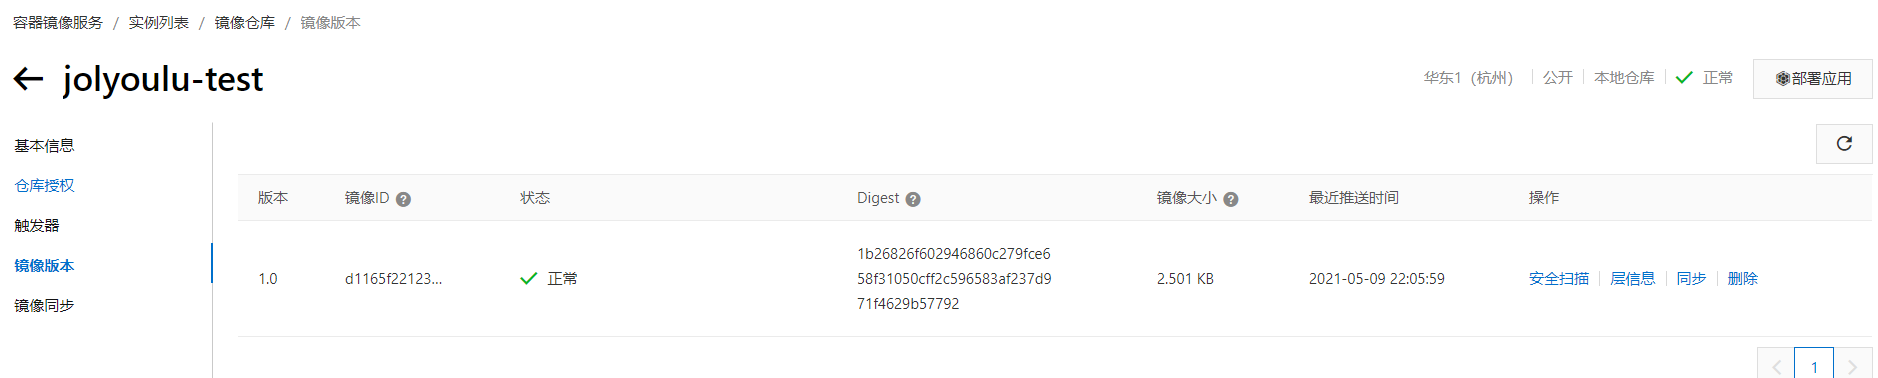 容器镜像服务 / 实例列表 / 镜像仓库 / 镜像版本
jolyoulu-test
华东1（杭州） 公开 本地仓库 正常 部署应用
基本信息
仓库授权
触发器
镜像版本
镜像同步
版本 镜像ID 状态 Digest 镜像大小 最近推送时间 操作
1.0 d1165f22123... 正常 1b26826f602946860c279fce6
58f31050cff2c596583af237d9
71f4629b57792
2.501 KB 2021-05-09 22:05:59 安全扫描 层信息 同步 删除
1